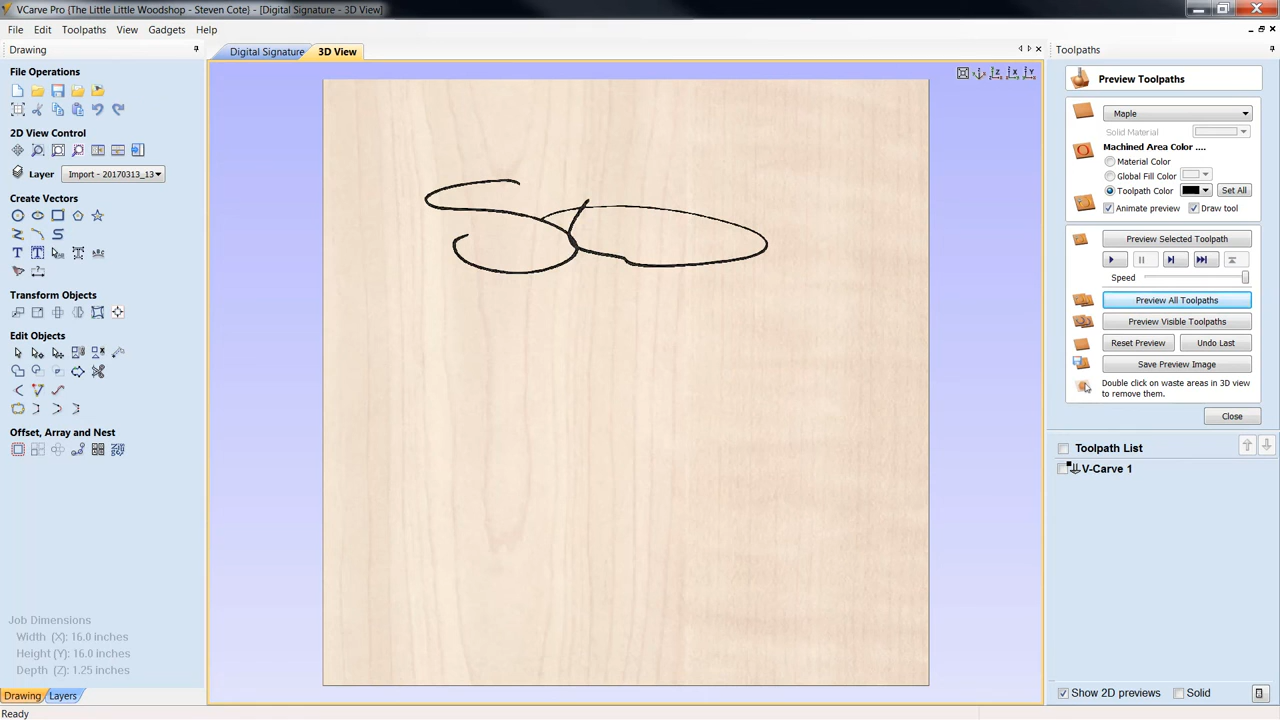 VCarve Pro {The Little Little Woodshop - Steven Cote} - [Digital Signature - 3D View]
File Edit Toolpaths View Gadgets Help
Drawing
File Operations
2D View Control
Layer Import - 20170313_13
Create Vectors
Transform Objects
Edit Objects
Offset, Array and Nest
Job Dimensions
Width (X): 16.0 inches
Height (Y): 16.0 inches
Depth (Z): 1.25 inches
Drawing Layers
Ready
Digital Signature 3D View
Toolpaths
Preview Toolpaths
Maple
Solid Material
Machined Area Color ....
Material Color
Global Fill Color
Toolpath Color Set All
Animate preview Draw tool
Preview Selected Toolpath
Speed
Preview All Toolpaths
Preview Visible Toolpaths
Reset Preview Undo Last
Save Preview Image
Double click on waste areas in 3D view
to remove them.
Close
Toolpath List
V-Carve 1
Show 2D previews Solid